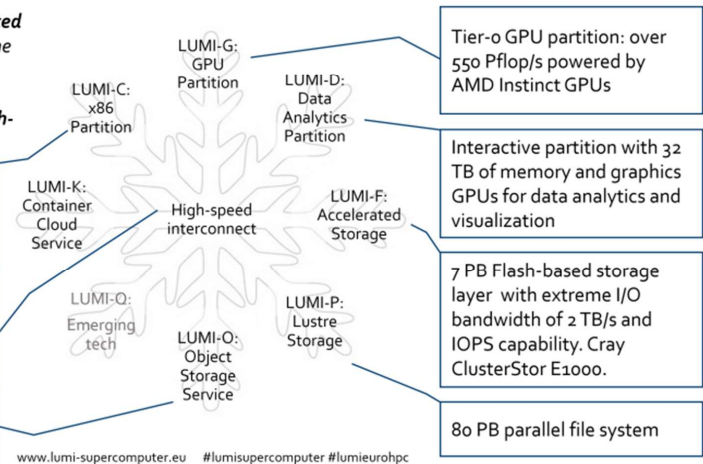 ed
ne
h-
LUMI-G:
GPU
Partition
LUMI-C:
x86
Partition
LUMI-D:
Data
Analytics
Partition
LUMI-K:
Container
Cloud
Service
High-speed
interconnect
LUMI-F:
Accelerated
Storage
LUMI-Q:
Emerging
tech
LUMI-O:
Object
Storage
Service
LUMI-P:
Lustre
Storage
Tier-0 GPU partition: over
550 Pflop/s powered by
AMD Instinct GPUs
Interactive partition with 32
TB of memory and graphics
GPUs for data analytics and
visualization
7 PB Flash-based storage
layer with extreme I/O
bandwidth of 2 TB/s and
IOPS capability. Cray
ClusterStor E1000.
80 PB parallel file system
www.lumi-supercomputer.eu #lumisupercomputer #lumieurohpc